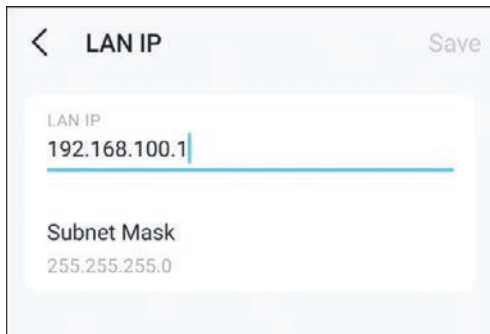 LAN IP
Save
LAN IP
192.168.100.1
Subnet Mask
255.255.255.0